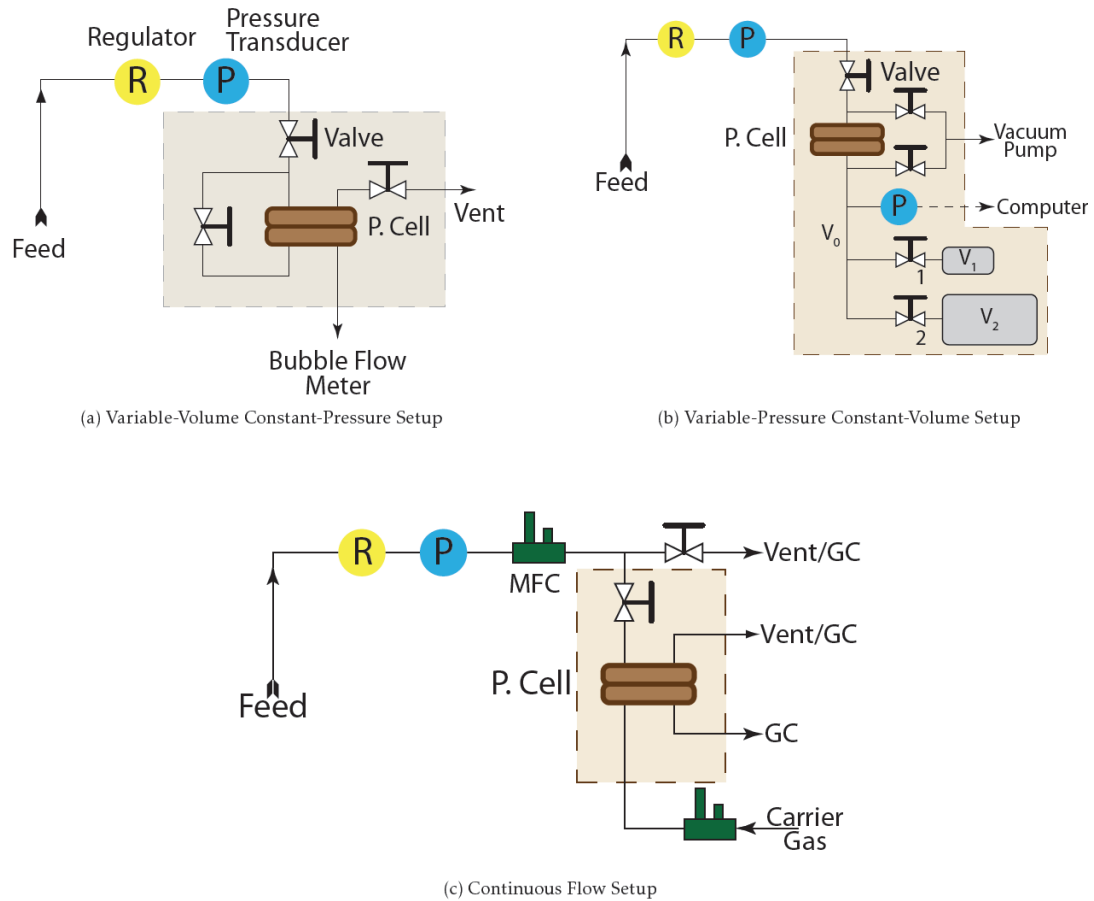 Regulator
Pressure
Transducer
R
P
Valve
P. Cell
Vent
Feed
Bubble Flow
Meter
(a) Variable-Volume Constant-Pressure Setup
R
P
Valve
P. Cell
Vacuum
Pump
Feed
P
Computer
V0
1
V1
2
V2
(b) Variable-Pressure Constant-Volume Setup
R
P
MFC
Vent/GC
Vent/GC
P. Cell
Feed
GC
Carrier
Gas
(c) Continuous Flow Setup